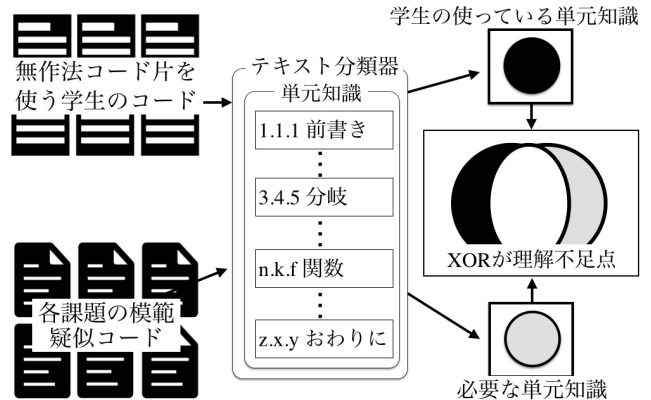 無作法コード片を
使う学生のコード
各課題の模範
疑似コード
テキスト分類器
単元知識
1.1.1 前書き
3.4.5 分岐
n.k.f 関数
z.x.y おわりに
学生の使っている単元知識
XORが理解不足点
必要な単元知識